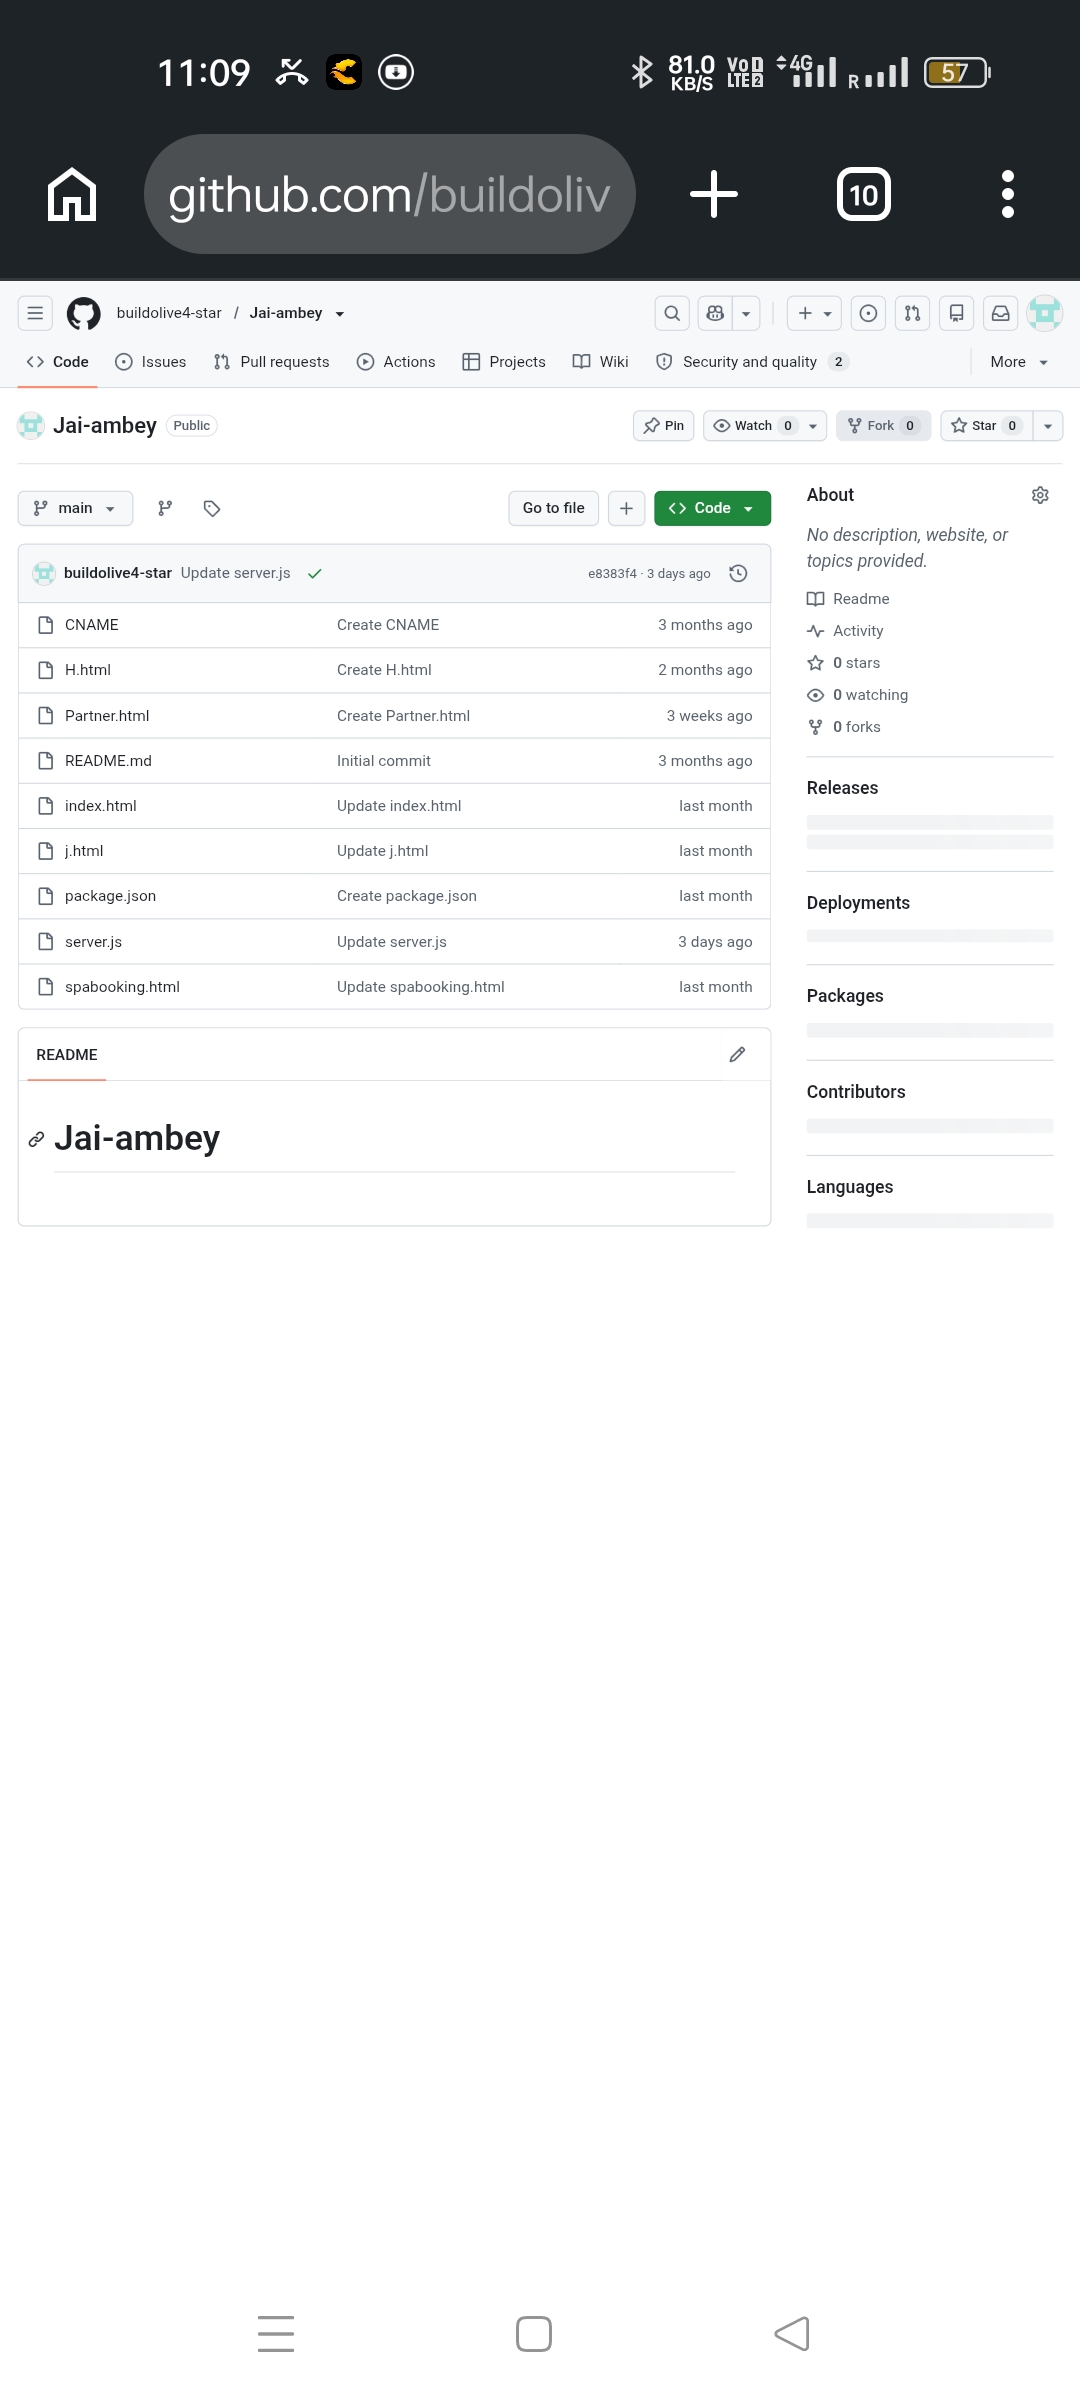 11:09 81.0 KB/S VoD LTE2 4G R 57
github.com/buildoliv 10
buildolive4-star / Jai-ambey
Code Issues Pull requests Actions Projects Wiki Security and quality 2 More
Jai-ambey Public Pin Watch 0 Fork 0 Star 0
main Go to file Code
buildolive4-star Update server.js e8383f4 · 3 days ago
CNAME Create CNAME 3 months ago
H.html Create H.html 2 months ago
Partner.html Create Partner.html 3 weeks ago
README.md Initial commit 3 months ago
index.html Update index.html last month
j.html Update j.html last month
package.json Create package.json last month
server.js Update server.js 3 days ago
spabooking.html Update spabooking.html last month
README
Jai-ambey
About
No description, website, or
topics provided.
Readme
Activity
0 stars
0 watching
0 forks
Releases
Deployments
Packages
Contributors
Languages